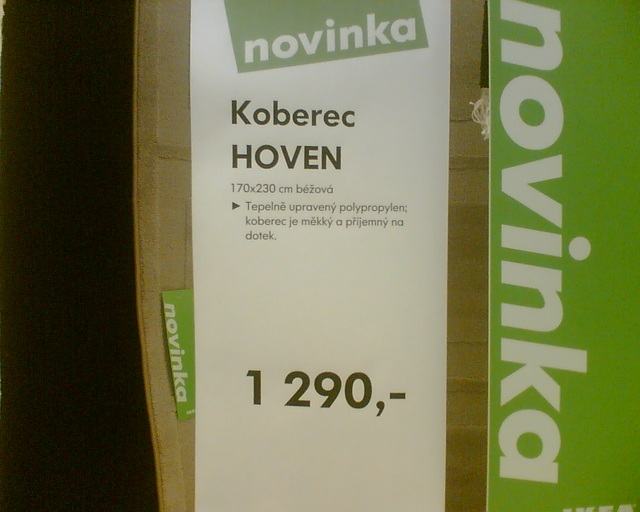 novinka
Koberec
HOVEN
170x230 cm béžová
► Tepelně upravený polypropylen;
koberec je měkký a příjemný na
dotek.
1 290,-
novinka
novinka
IKEA